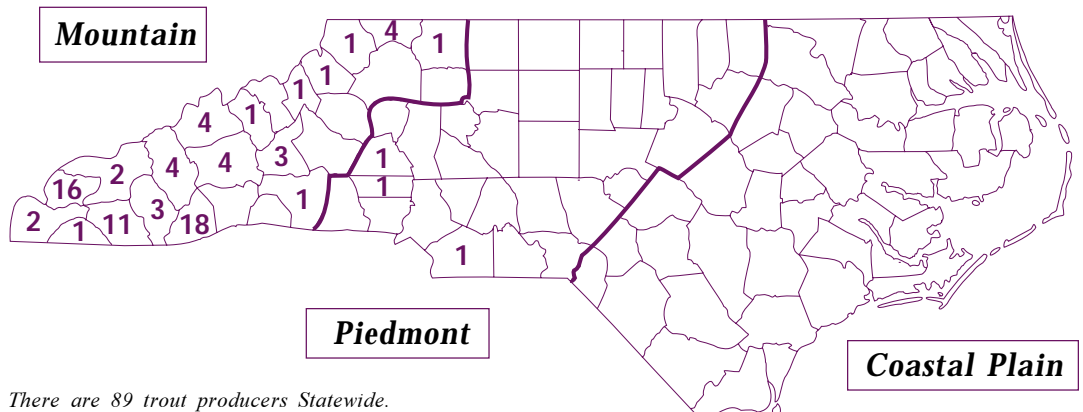 Mountain
1 4 1
1
1
4 1
4 4 3 1
2
16 1
2 1 11 3 18 1
1
Piedmont
Coastal Plain
There are 89 trout producers Statewide.